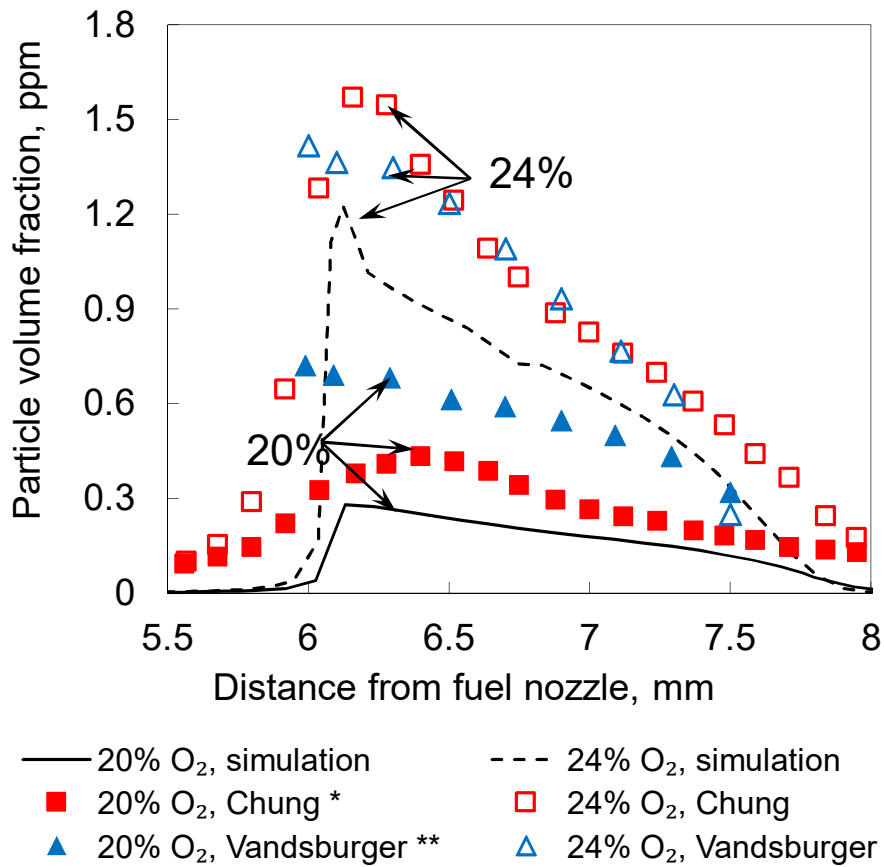 1.8
1.5
1.2
0.9
0.6
0.3
0
Particle volume fraction, ppm
24%
20%
5.5 6 6.5 7 7.5 8
Distance from fuel nozzle, mm
20% O₂, simulation
24% O₂, simulation
20% O₂, Chung *
24% O₂, Chung
20% O₂, Vandsburger **
24% O₂, Vandsburger